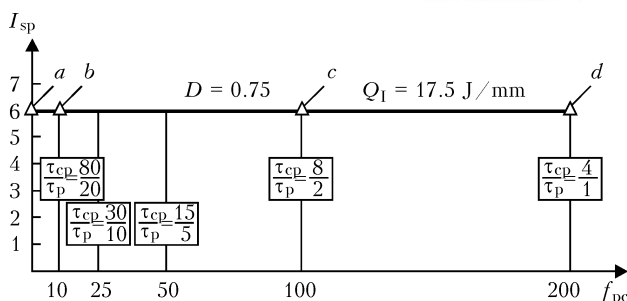 I_sp
a b c d
D = 0.75 Q_I = 17.5 J/mm
7
6
5
4
3
2
1
τ_cp/τ_p = 80/20
τ_cp/τ_p = 30/10
τ_cp/τ_p = 15/5
τ_cp/τ_p = 8/2
τ_cp/τ_p = 4/1
10 25 50 100 200 f_pc